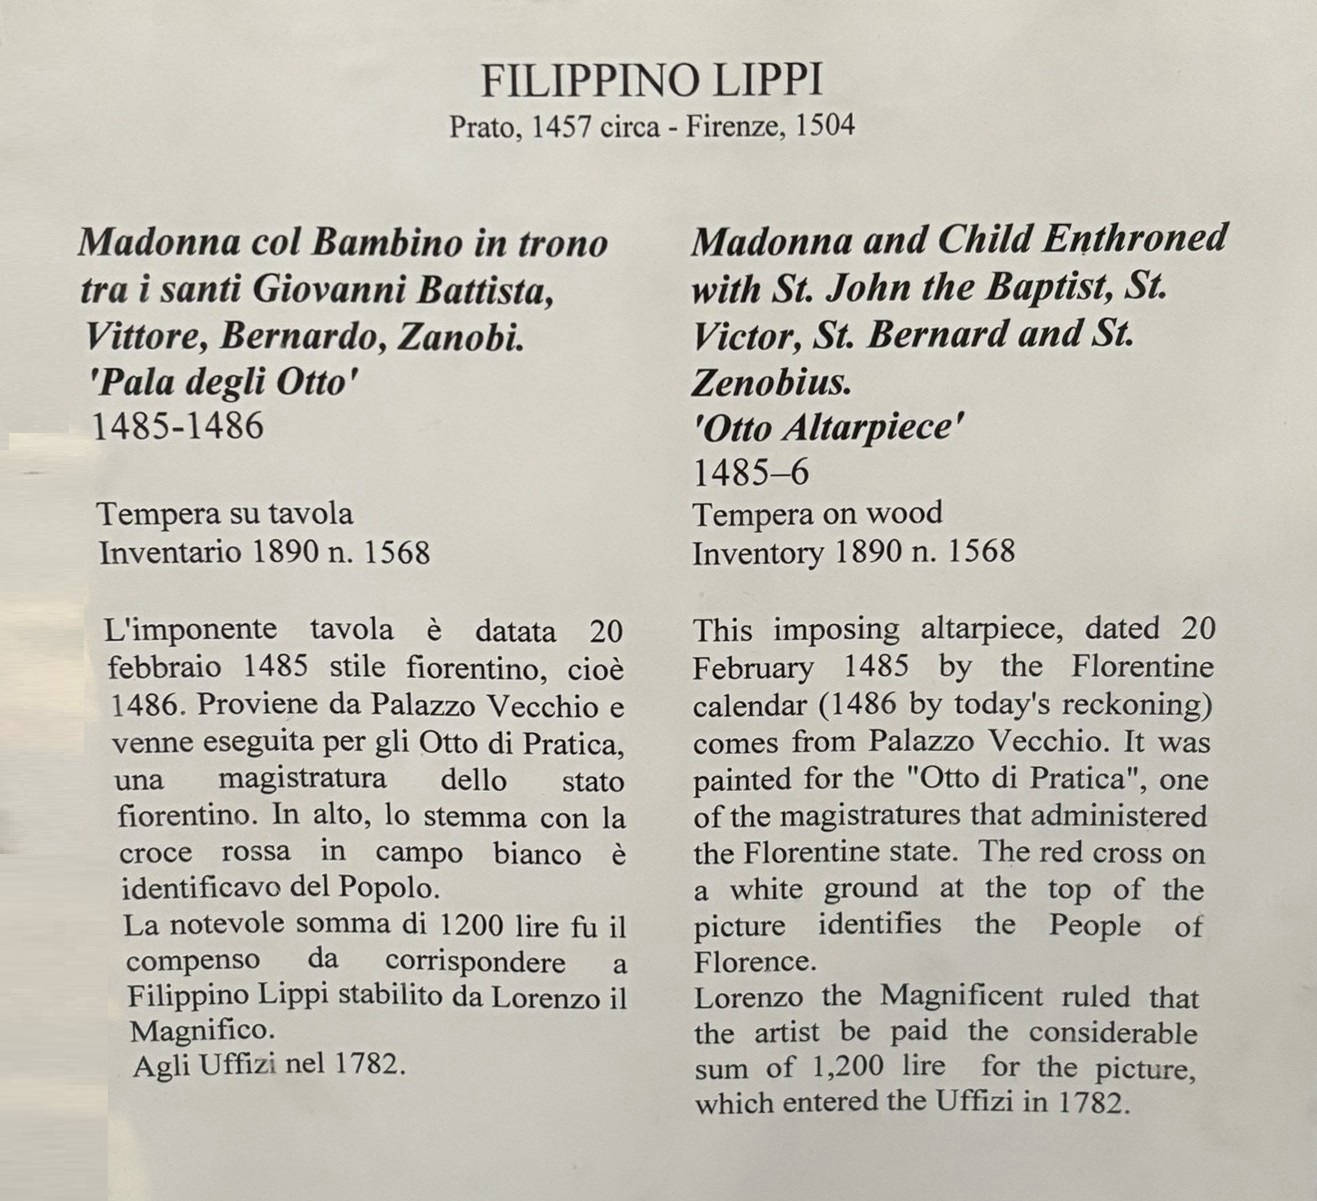 FILIPPINO LIPPI
Prato, 1457 circa - Firenze, 1504
Madonna col Bambino in trono
tra i santi Giovanni Battista,
Vittore, Bernardo, Zanobi.
'Pala degli Otto'
1485-1486
Tempera su tavola
Inventario 1890 n. 1568
L'imponente tavola è datata 20
febbraio 1485 stile fiorentino, cioè
1486. Proviene da Palazzo Vecchio e
venne eseguita per gli Otto di Pratica,
una magistratura dello stato
fiorentino. In alto, lo stemma con la
croce rossa in campo bianco è
identificavo del Popolo.
La notevole somma di 1200 lire fu il
compenso da corrispondere a
Filippino Lippi stabilito da Lorenzo il
Magnifico.
Agli Uffizi nel 1782.
Madonna and Child Enthroned
with St. John the Baptist, St.
Victor, St. Bernard and St.
Zenobius.
'Otto Altarpiece'
1485–6
Tempera on wood
Inventory 1890 n. 1568
This imposing altarpiece, dated 20
February 1485 by the Florentine
calendar (1486 by today's reckoning)
comes from Palazzo Vecchio. It was
painted for the "Otto di Pratica", one
of the magistratures that administered
the Florentine state. The red cross on
a white ground at the top of the
picture identifies the People of
Florence.
Lorenzo the Magnificent ruled that
the artist be paid the considerable
sum of 1,200 lire for the picture,
which entered the Uffizi in 1782.